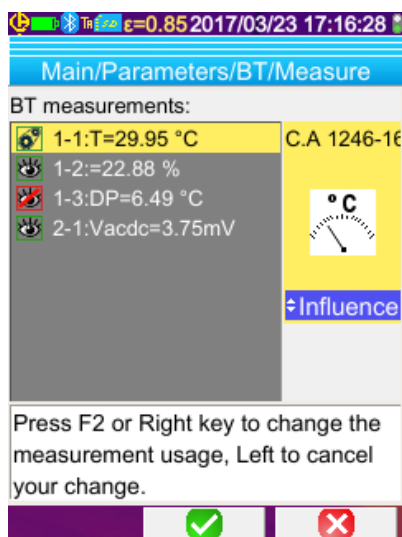 ε=0.85 2017/03/23 17:16:28
Main/Parameters/BT/Measure
BT measurements:
1-1:T=29.95 °C
C.A 1246-16
1-2:=22.88 %
1-3:DP=6.49 °C
2-1:Vacdc=3.75mV
° C
Influence
Press F2 or Right key to change the
measurement usage, Left to cancel
your change.